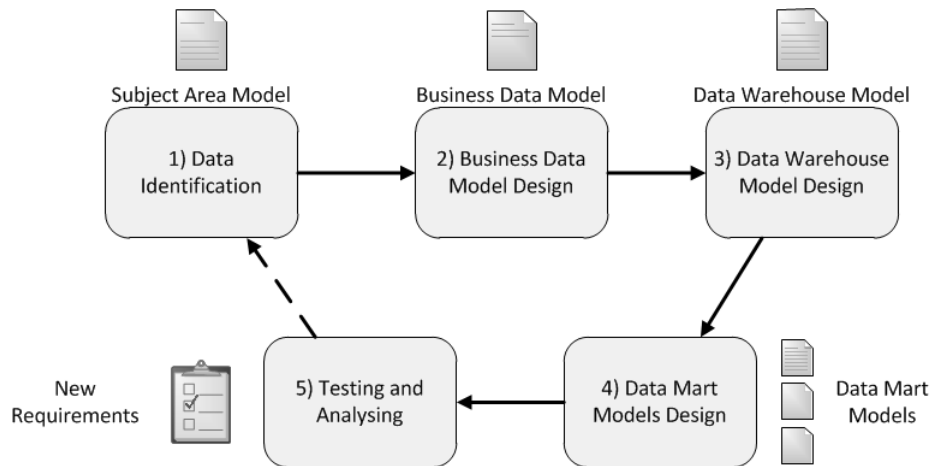 Subject Area Model
Business Data Model
Data Warehouse Model
1) Data
Identification
2) Business Data
Model Design
3) Data Warehouse
Model Design
New
Requirements
5) Testing and
Analysing
4) Data Mart
Models Design
Data Mart
Models